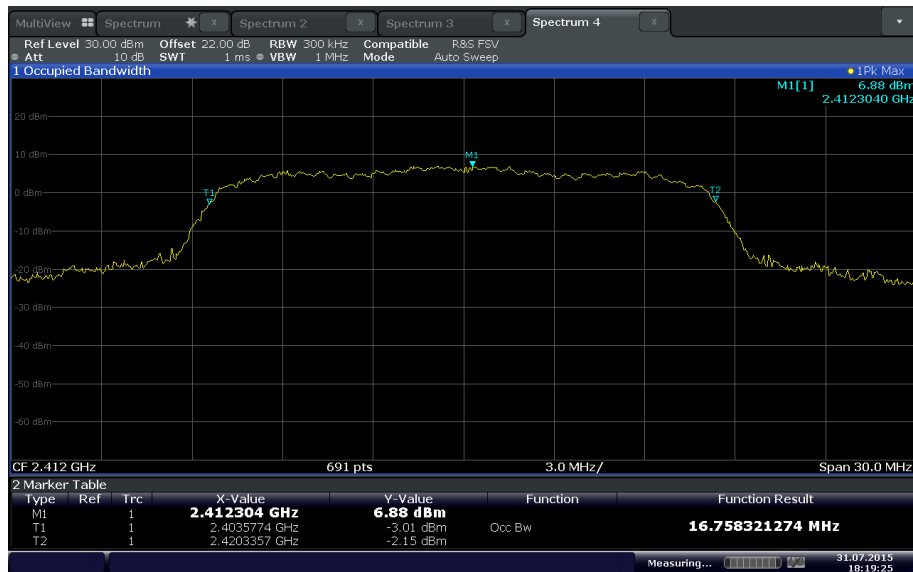 MultiView Spectrum x Spectrum 2 x Spectrum 3 x Spectrum 4 x
Ref Level 30.00 dBm Offset 22.00 dB RBW 300 kHz Compatible R&S FSV
Att 10 dB SWT 1 ms VBW 1 MHz Mode Auto Sweep
1 Occupied Bandwidth 1Pk Max
M1[1] 6.88 dBm
2.4123040 GHz
20 dBm
10 dBm
M1
0 dBm
T1
T2
-10 dBm
-20 dBm
-30 dBm
-40 dBm
-50 dBm
-60 dBm
CF 2.412 GHz 691 pts 3.0 MHz/ Span 30.0 MHz
2 Marker Table
Type Ref Trc X-Value Y-Value Function Function Result
M1 1 2.412304 GHz 6.88 dBm
T1 1 2.4035774 GHz -3.01 dBm Occ Bw 16.758321274 MHz
T2 1 2.4203357 GHz -2.15 dBm
Measuring... 31.07.2015
18:19:25